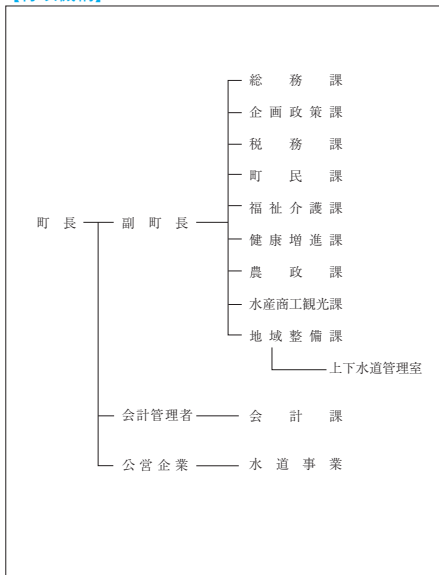 総務課
企画政策課
税務課
町民課
福祉介護課
健康増進課
町長 副町長
農政課
水産商工観光課
地域整備課
上下水道管理室
会計管理者 会計課
公営企業 水道事業